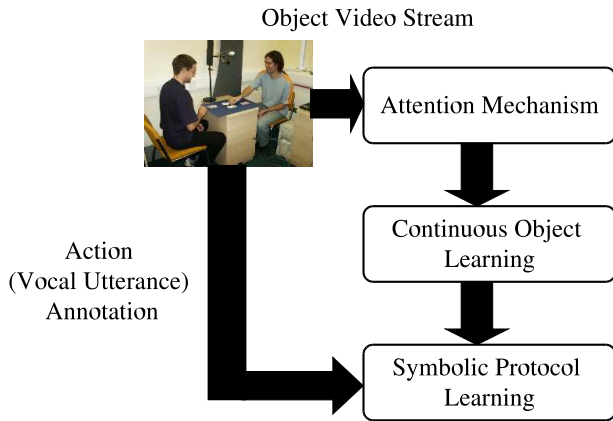 Object Video Stream
Attention Mechanism
Continuous Object
Learning
Action
(Vocal Utterance)
Annotation
Symbolic Protocol
Learning